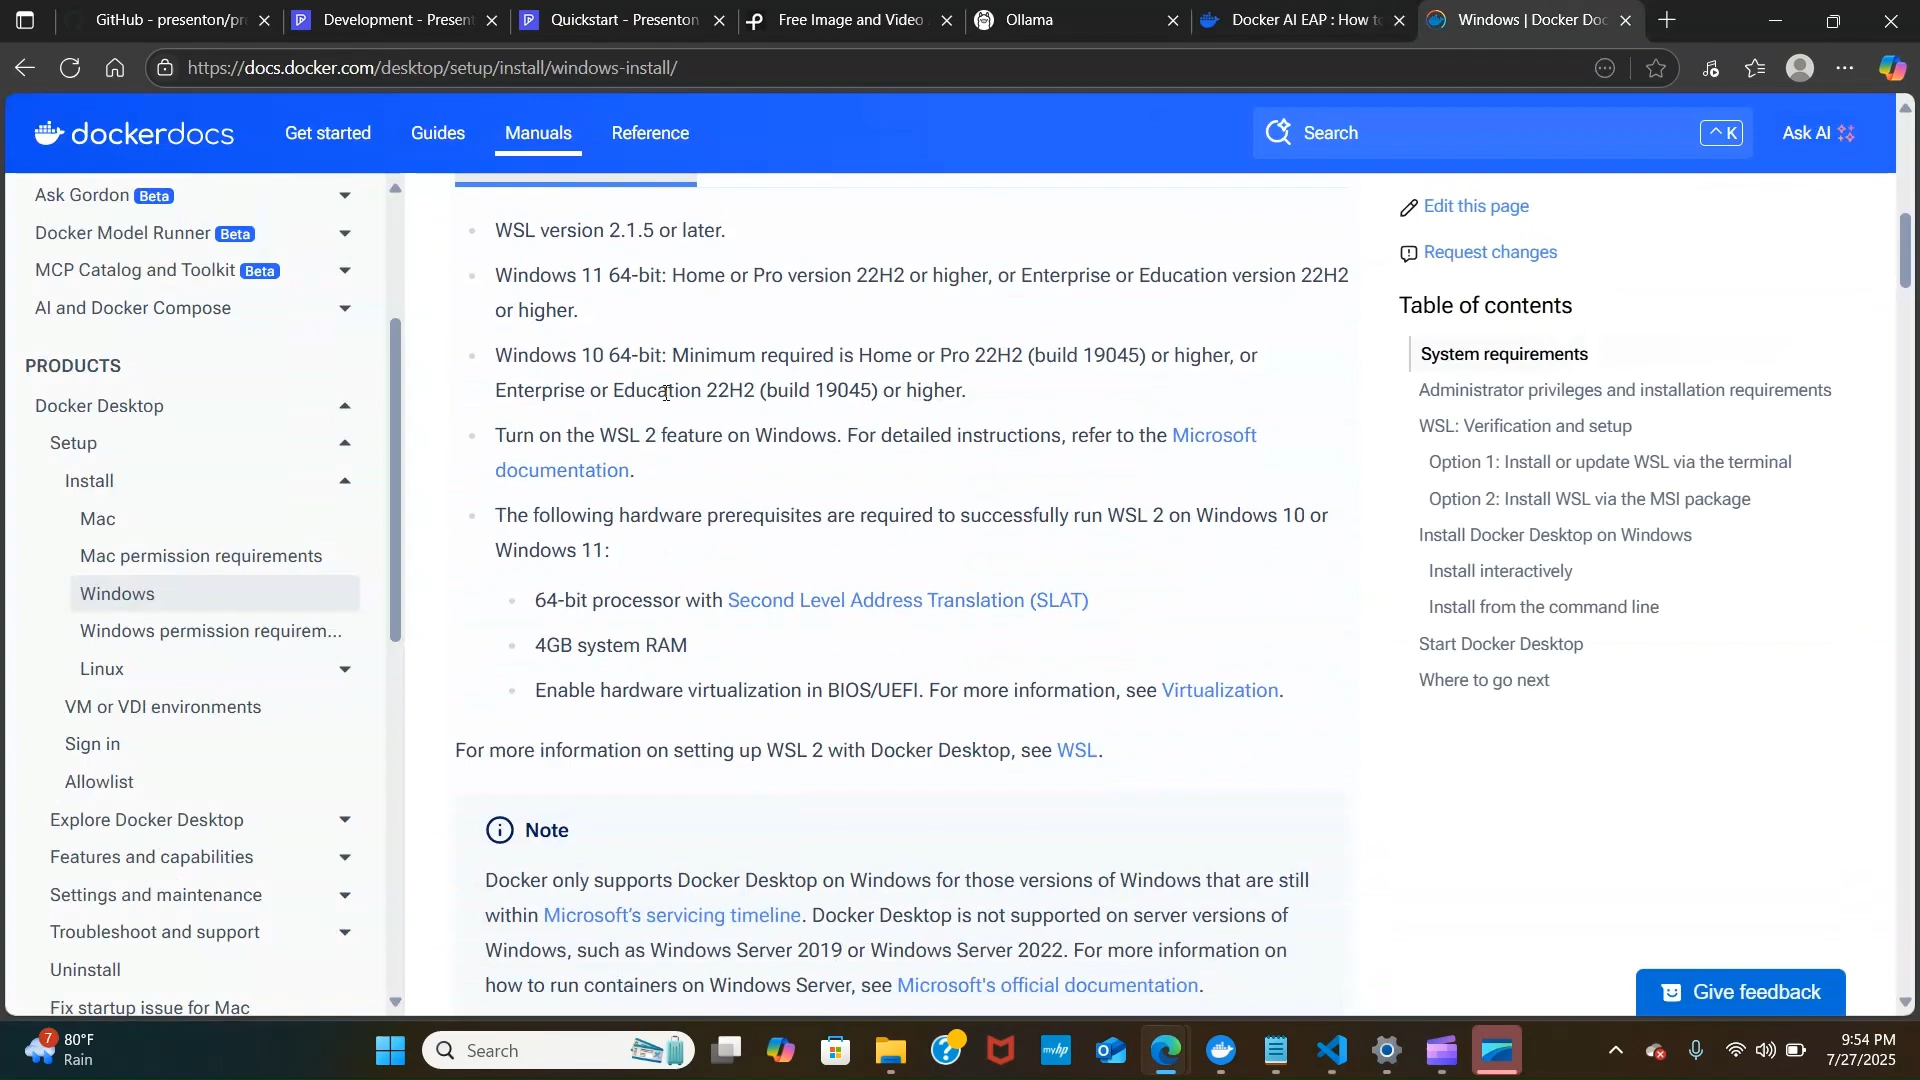 GitHub - presenton/pr
Development - Present
Quickstart - Presenton
Free Image and Video
Ollama
Docker AI EAP : How to
Windows | Docker Doc
https://docs.docker.com/desktop/setup/install/windows-install/
dockerdocs
Get started
Guides
Manuals
Reference
Search
^ K
Ask AI
Ask Gordon Beta
Docker Model Runner Beta
MCP Catalog and Toolkit Beta
AI and Docker Compose
PRODUCTS
Docker Desktop
Setup
Install
Mac
Mac permission requirements
Windows
Windows permission requirem...
Linux
VM or VDI environments
Sign in
Allowlist
Explore Docker Desktop
Features and capabilities
Settings and maintenance
Troubleshoot and support
Uninstall
Fix startup issue for Mac
WSL version 2.1.5 or later.
Windows 11 64-bit: Home or Pro version 22H2 or higher, or Enterprise or Education version 22H2
or higher.
Windows 10 64-bit: Minimum required is Home or Pro 22H2 (build 19045) or higher, or
Enterprise or Education 22H2 (build 19045) or higher.
Turn on the WSL 2 feature on Windows. For detailed instructions, refer to the Microsoft
documentation.
The following hardware prerequisites are required to successfully run WSL 2 on Windows 10 or
Windows 11:
64-bit processor with Second Level Address Translation (SLAT)
4GB system RAM
Enable hardware virtualization in BIOS/UEFI. For more information, see Virtualization.
For more information on setting up WSL 2 with Docker Desktop, see WSL.
Note
Docker only supports Docker Desktop on Windows for those versions of Windows that are still
within Microsoft's servicing timeline. Docker Desktop is not supported on server versions of
Windows, such as Windows Server 2019 or Windows Server 2022. For more information on
how to run containers on Windows Server, see Microsoft's official documentation.
Edit this page
Request changes
Table of contents
System requirements
Administrator privileges and installation requirements
WSL: Verification and setup
Option 1: Install or update WSL via the terminal
Option 2: Install WSL via the MSI package
Install Docker Desktop on Windows
Install interactively
Install from the command line
Start Docker Desktop
Where to go next
Give feedback
7
80°F
Rain
Search
myhp
9:54 PM
7/27/2025